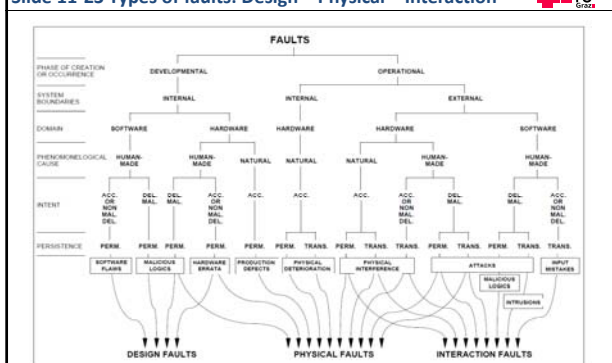 Slide 11-23 Types of faults: Design – Physical – Interaction
Graz
FAULTS
PHASE OF CREATION OR OCCURRENCE
DEVELOPMENTAL OPERATIONAL
SYSTEM BOUNDARIES
INTERNAL INTERNAL EXTERNAL
DOMAIN
SOFTWARE HARDWARE HARDWARE HARDWARE SOFTWARE
PHENOMONELOGICAL CAUSE
HUMAN-MADE HUMAN-MADE NATURAL NATURAL NATURAL HUMAN-MADE HUMAN-MADE
INTENT
ACC. OR NON MAL. DEL.
DEL. MAL.
DEL. MAL.
ACC. OR NON MAL. DEL.
ACC.
ACC.
ACC.
ACC. OR NON MAL. DEL.
DEL. MAL.
DEL. MAL.
ACC. OR NON MAL. DEL.
PERSISTENCE
PERM. PERM. PERM. PERM. PERM. PERM. TRANS. PERM. TRANS. TRANS. PERM. TRANS. PERM. TRANS. TRANS.
SOFTWARE FLAWS
MALICIOUS LOGICS
HARDWARE ERRATA
PRODUCTION DEFECTS
PHYSICAL DETERIORATION
PHYSICAL INTERFERENCE
ATTACKS
INPUT MISTAKES
MALICIOUS LOGICS
INTRUSIONS
DESIGN FAULTS PHYSICAL FAULTS INTERACTION FAULTS